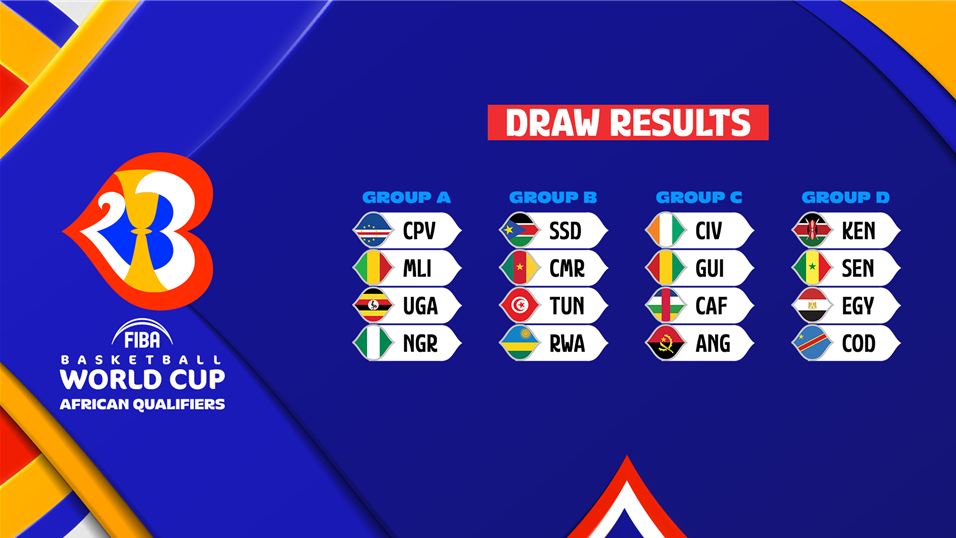 DRAW RESULTS
GROUP A
CPV
MLI
UGA
NGR
GROUP B
SSD
CMR
TUN
RWA
GROUP C
CIV
GUI
CAF
ANG
GROUP D
KEN
SEN
EGY
COD
23
FIBA
BASKETBALL
WORLD CUP
AFRICAN QUALIFIERS